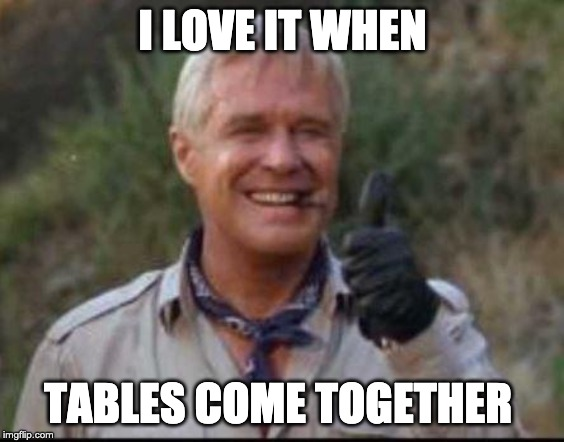 I LOVE IT WHEN
TABLES COME TOGETHER
imgflip.com